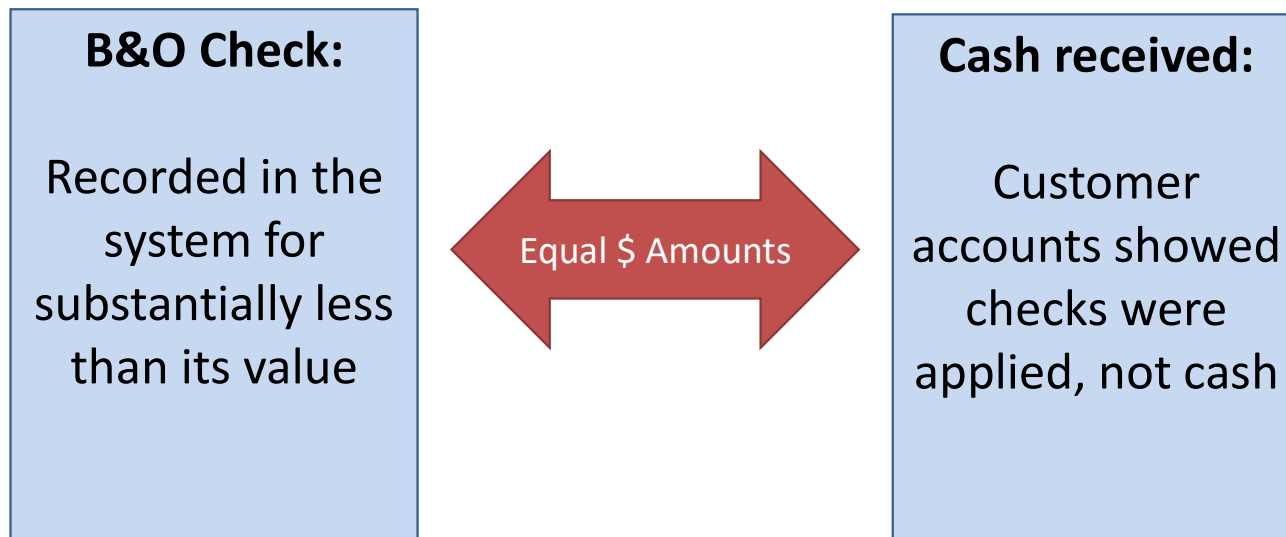 B&O Check:
Recorded in the
system for
substantially less
than its value
Equal $ Amounts
Cash received:
Customer
accounts showed
checks were
applied, not cash